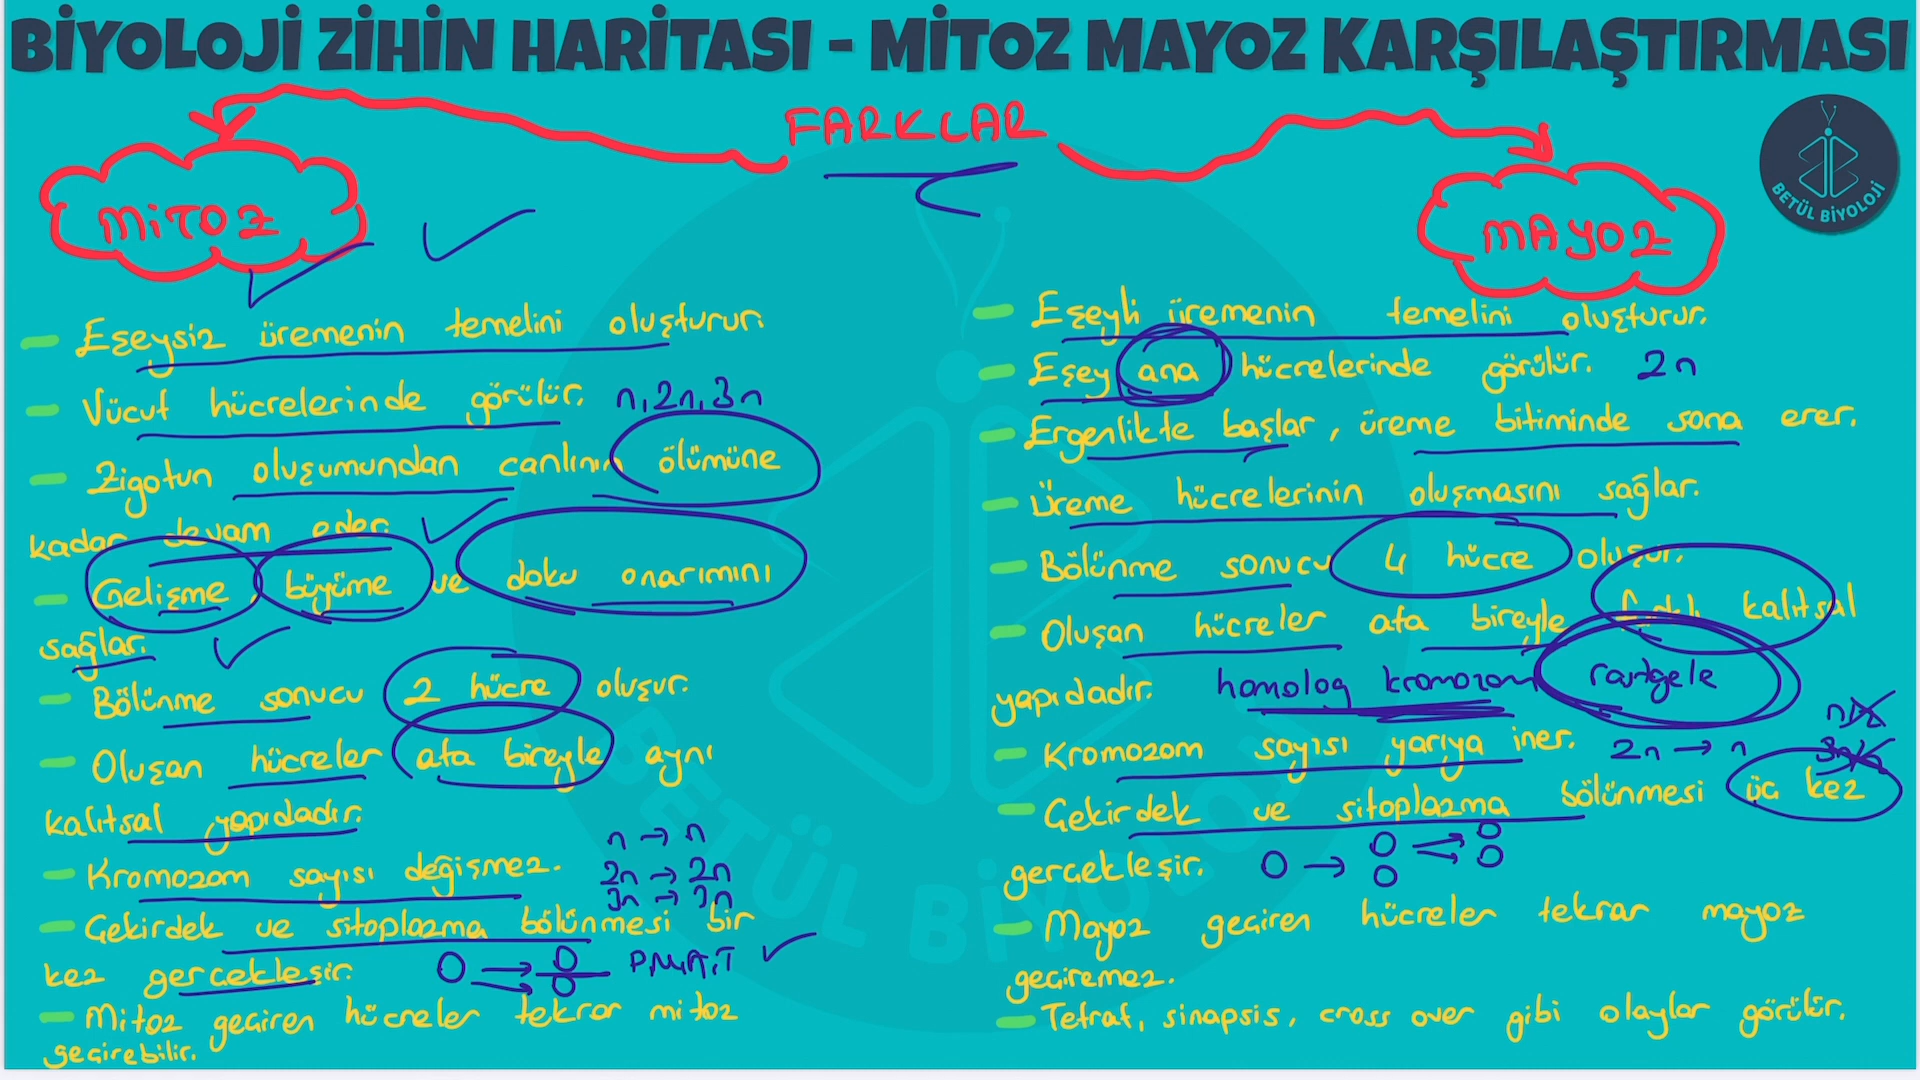 BİYOLOJİ ZİHİN HARİTASI - MİTOZ MAYOZ KARŞILAŞTIRMASI
FARKLAR
BETÜL BİYOLOJİ
MİTOZ
Eşeysiz üremenin temelini oluşturur.
Vücut hücrelerinde görülür. n, 2n, 3n
Zigotun oluşumundan canlının ölümüne
kadar devam eder.
Gelişme, büyüme ve doku onarımını
sağlar.
Bölünme sonucu 2 hücre oluşur.
Oluşan hücreler ata bireyle aynı
kalıtsal yapıdadır.
n → n
Kromozom sayısı değişmez. 2n → 2n
3n → 3n
Çekirdek ve sitoplazma bölünmesi bir
kez gerçekleşir. P,M,A,T
Mitoz geçiren hücreler tekrar mitoz
geçirebilir.
MAYOZ
Eşeyli üremenin temelini oluşturur.
Eşey ana hücrelerinde görülür. 2n
Ergenlikte başlar, üreme bitiminde sona erer.
Üreme hücrelerinin oluşmasını sağlar.
Bölünme sonucu 4 hücre oluşur.
Oluşan hücreler ata bireyle farklı kalıtsal
yapıdadır. homolog kromozom rastgele
Kromozom sayısı yarıya iner. 2n → n
Çekirdek ve sitoplazma bölünmesi üç kez
gerçekleşir.
Mayoz geçiren hücreler tekrar mayoz
geçiremez.
Tetrat, sinapsis, cross over gibi olaylar görülür.
BETÜL BİYOLOJİ